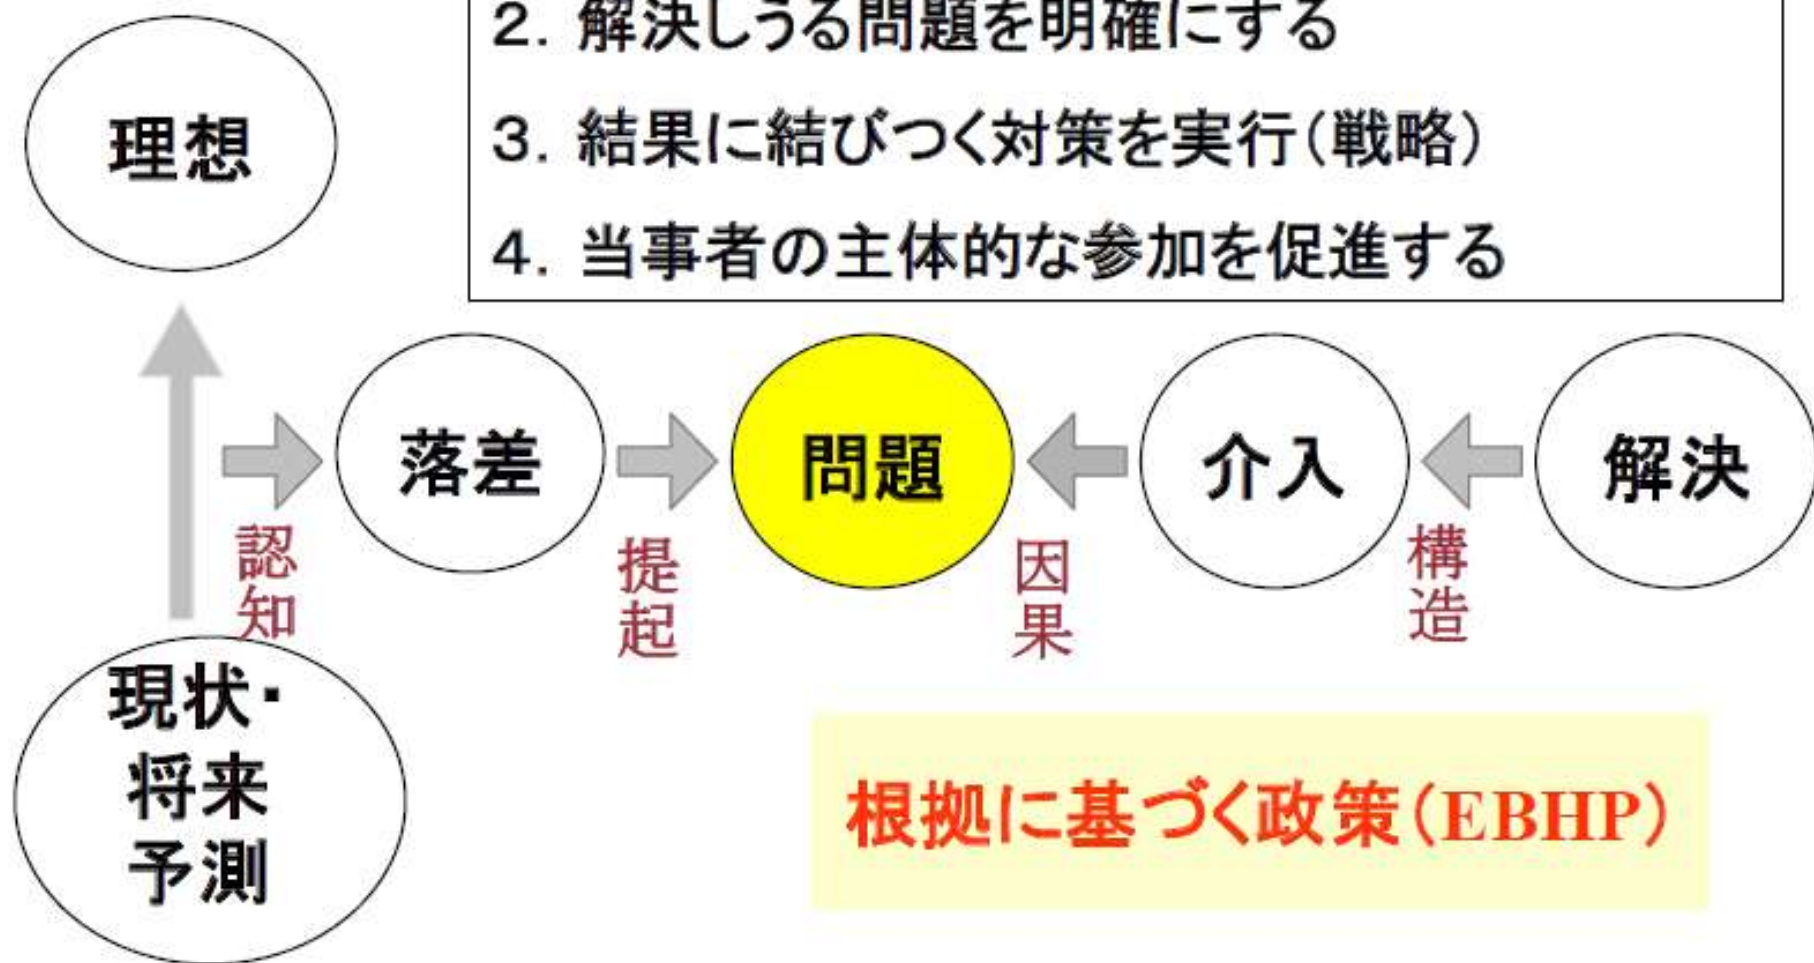 2. 解決しうる問題を明確にする
3. 結果に結びつく対策を実行(戦略)
4. 当事者の主体的な参加を促進する
理想
落差
問題
介入
解決
認知
提起
因果
構造
現状・
将来
予測
根拠に基づく政策(EBHP)